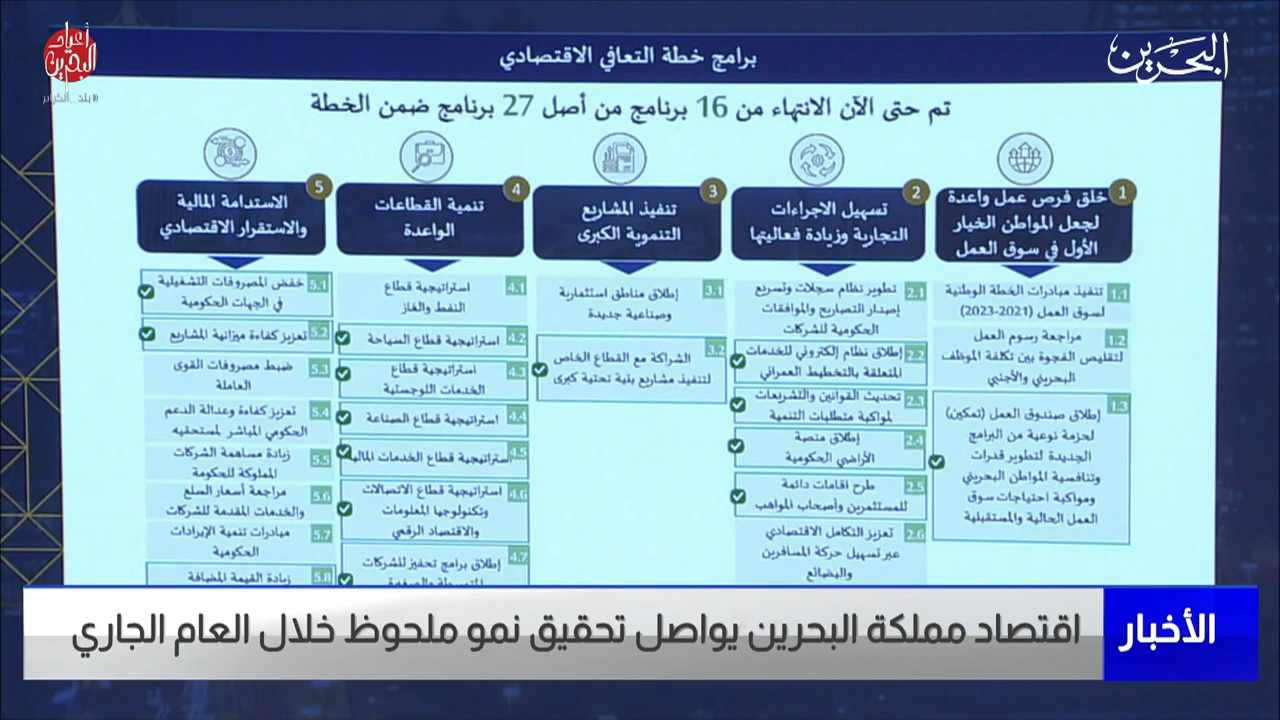 أعياد
البحرين
#بلد_الكرام
البحرين
برامج خطة التعافي الاقتصادي
تم حتى الآن الانتهاء من 16 برنامج من أصل 27 برنامج ضمن الخطة
1
خلق فرص عمل واعدة
لجعل المواطن الخيار
الأول في سوق العمل
1.1
تنفيذ مبادرات الخطة الوطنية
لسوق العمل (2021-2023)
1.2
مراجعة رسوم العمل
لتقليص الفجوة بين تكلفة الموظف
البحريني والأجنبي
1.3
إطلاق صندوق العمل (تمكين)
لحزمة نوعية من البرامج
الجديدة لتطوير قدرات
وتنافسية المواطن البحريني
ومواكبة احتياجات سوق
العمل الحالية والمستقبلية
2
تسهيل الاجراءات
التجارية وزيادة فعاليتها
2.1
تطوير نظام سجلات وتسريع
إصدار التصاريح والموافقات
الحكومية للشركات
2.2
إطلاق نظام إلكتروني للخدمات
المتعلقة بالتخطيط العمراني
2.3
تحديث القوانين والتشريعات
لمواكبة متطلبات التنمية
2.4
إطلاق منصة
الأراضي الحكومية
2.5
طرح اقامات دائمة
للمستثمرين وأصحاب المواهب
2.6
تعزيز التكامل الاقتصادي
عبر تسهيل حركة المسافرين
والبضائع
3
تنفيذ المشاريع
التنموية الكبرى
3.1
إطلاق مناطق استثمارية
وصناعية جديدة
3.2
الشراكة مع القطاع الخاص
لتنفيذ مشاريع بنية تحتية كبرى
4
تنمية القطاعات
الواعدة
4.1
استراتيجية قطاع
النفط والغاز
4.2
استراتيجية قطاع السياحة
4.3
استراتيجية قطاع
الخدمات اللوجستية
4.4
استراتيجية قطاع الصناعة
4.5
استراتيجية قطاع الخدمات المالية
4.6
استراتيجية قطاع الاتصالات
وتكنولوجيا المعلومات
والاقتصاد الرقمي
4.7
إطلاق برامج تحفيز للشركات
5
الاستدامة المالية
والاستقرار الاقتصادي
5.1
خفض المصروفات التشغيلية
في الجهات الحكومية
5.2
تعزيز كفاءة ميزانية المشاريع
5.3
ضبط مصروفات القوى
العاملة
5.4
تعزيز كفاءة وعدالة الدعم
الحكومي المباشر لمستحقيه
5.5
زيادة مساهمة الشركات
المملوكة للحكومة
5.6
مراجعة أسعار السلع
والخدمات المقدمة للشركات
5.7
مبادرات تنمية الإيرادات
الحكومية
5.8
زيادة القيمة المضافة
الأخبار
اقتصاد مملكة البحرين يواصل تحقيق نمو ملحوظ خلال العام الجاري